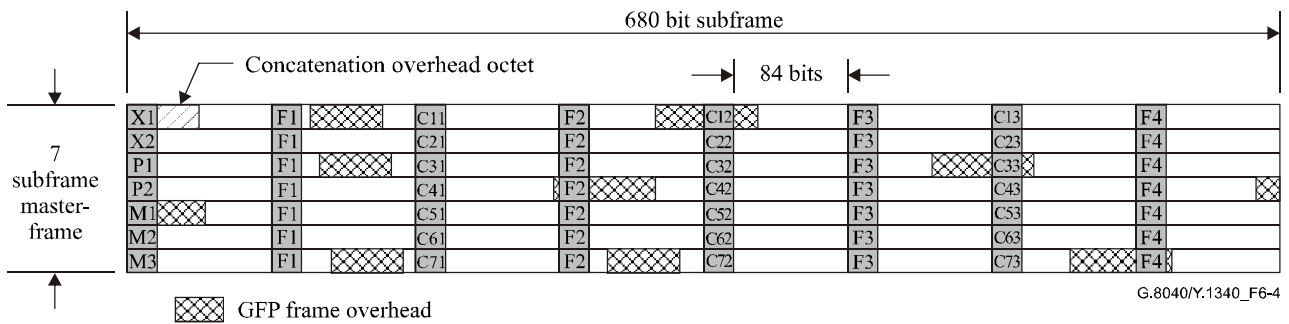 680 bit subframe
Concatenation overhead octet
84 bits
X1 F1 C11 F2 C12 F3 C13 F4
X2 F1 C21 F2 C22 F3 C23 F4
P1 F1 C31 F2 C32 F3 C33 F4
P2 F1 C41 F2 C42 F3 C43 F4
M1 F1 C51 F2 C52 F3 C53 F4
M2 F1 C61 F2 C62 F3 C63 F4
M3 F1 C71 F2 C72 F3 C73 F4
7
subframe
master-
frame
G.8040/Y.1340_F6-4
GFP frame overhead